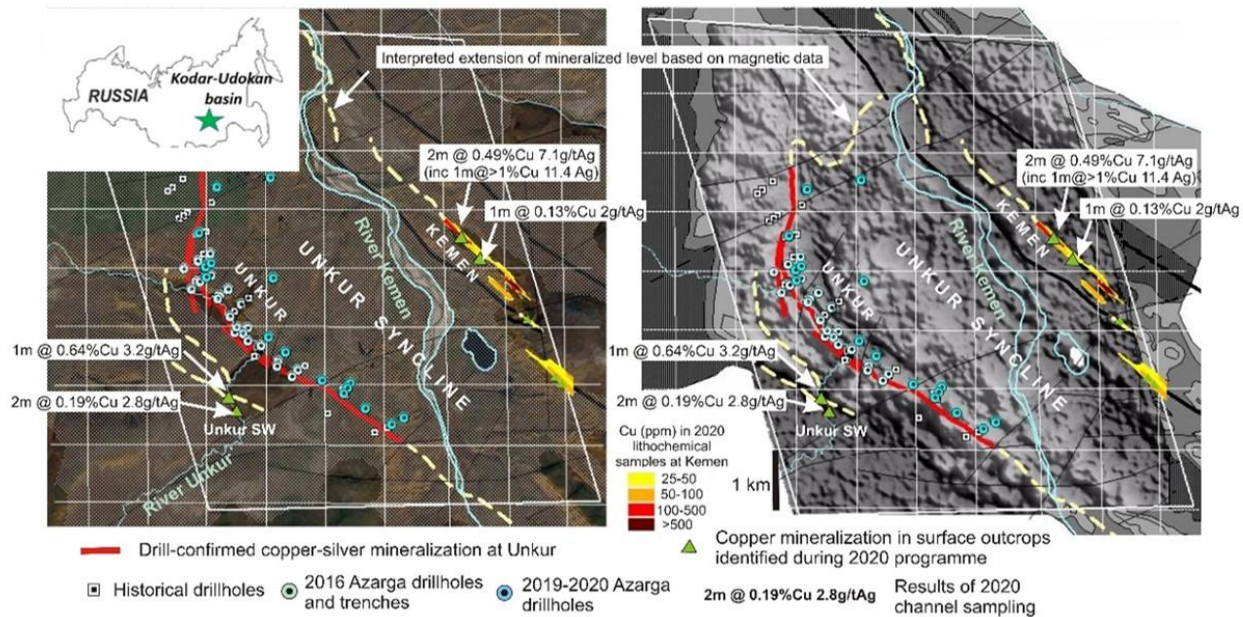 Kodar-Udokan
RUSSIA
basin
Interpreted extension of mineralized level based on magnetic data
2m @ 0.49%Cu 7.1g/tAg
(inc 1m@>1%Cu 11.4 Ag)
1m @ 0.13%Cu 2g/tAg
KEMEN
River Kemen
UNKUR
UNKUR SYNCLINE
1m @ 0.64%Cu 3.2g/tAg
2m @ 0.19%Cu 2.8g/tAg
Unkur SW
River Unkur
2m @ 0.49%Cu 7.1g/tAg
(inc 1m@>1%Cu 11.4 Ag)
1m @ 0.13%Cu 2g/tAg
KEMEN
River Kemen
UNKUR
UNKUR SYNCLINE
1m @ 0.64%Cu 3.2g/tAg
2m @ 0.19%Cu 2.8g/tAg
Unkur SW
Cu (ppm) in 2020
lithochemical
samples at Kemen
25-50
50-100
100-500
>500
1 km
Drill-confirmed copper-silver mineralization at Unkur
Copper mineralization in surface outcrops
identified during 2020 programme
Historical drillholes
2016 Azarga drillholes
and trenches
2019-2020 Azarga
drillholes
2m @ 0.19%Cu 2.8g/tAg
Results of 2020
channel sampling